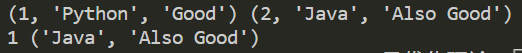 (1, 'Python', 'Good') (2, 'Java', 'Also Good')
1 ('Java', 'Also Good')